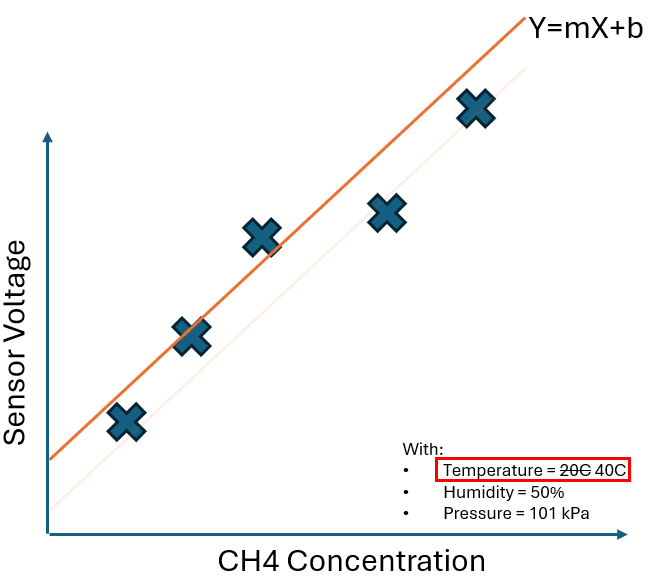 Y=mX+b
Sensor Voltage
With:
• Temperature = 20C 40C
• Humidity = 50%
• Pressure = 101 kPa
CH4 Concentration